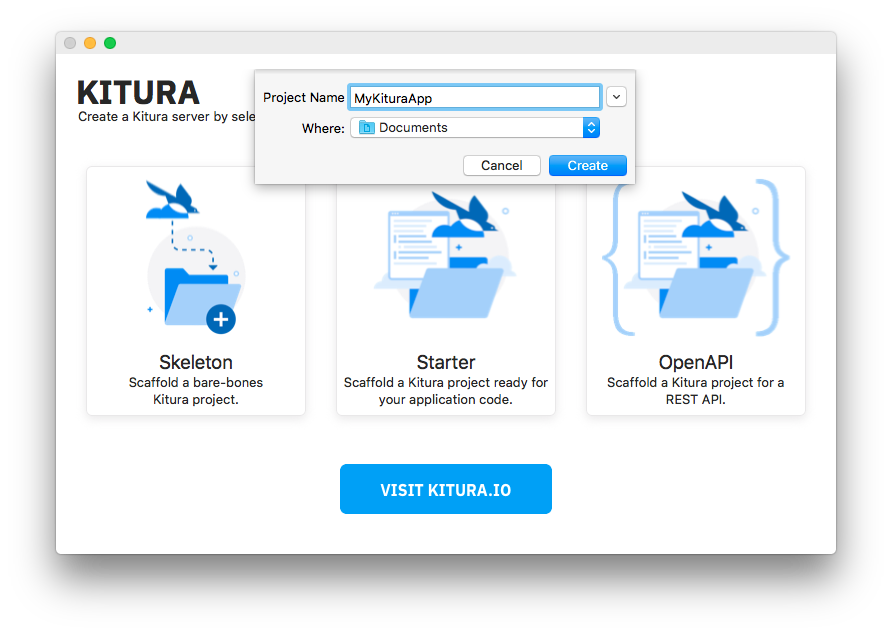 KITURA
Create a Kitura server by sele
Project Name MyKituraApp
Where: Documents
Cancel Create
Skeleton
Scaffold a bare-bones
Kitura project.
Starter
Scaffold a Kitura project ready for
your application code.
OpenAPI
Scaffold a Kitura project for a
REST API.
VISIT KITURA.IO